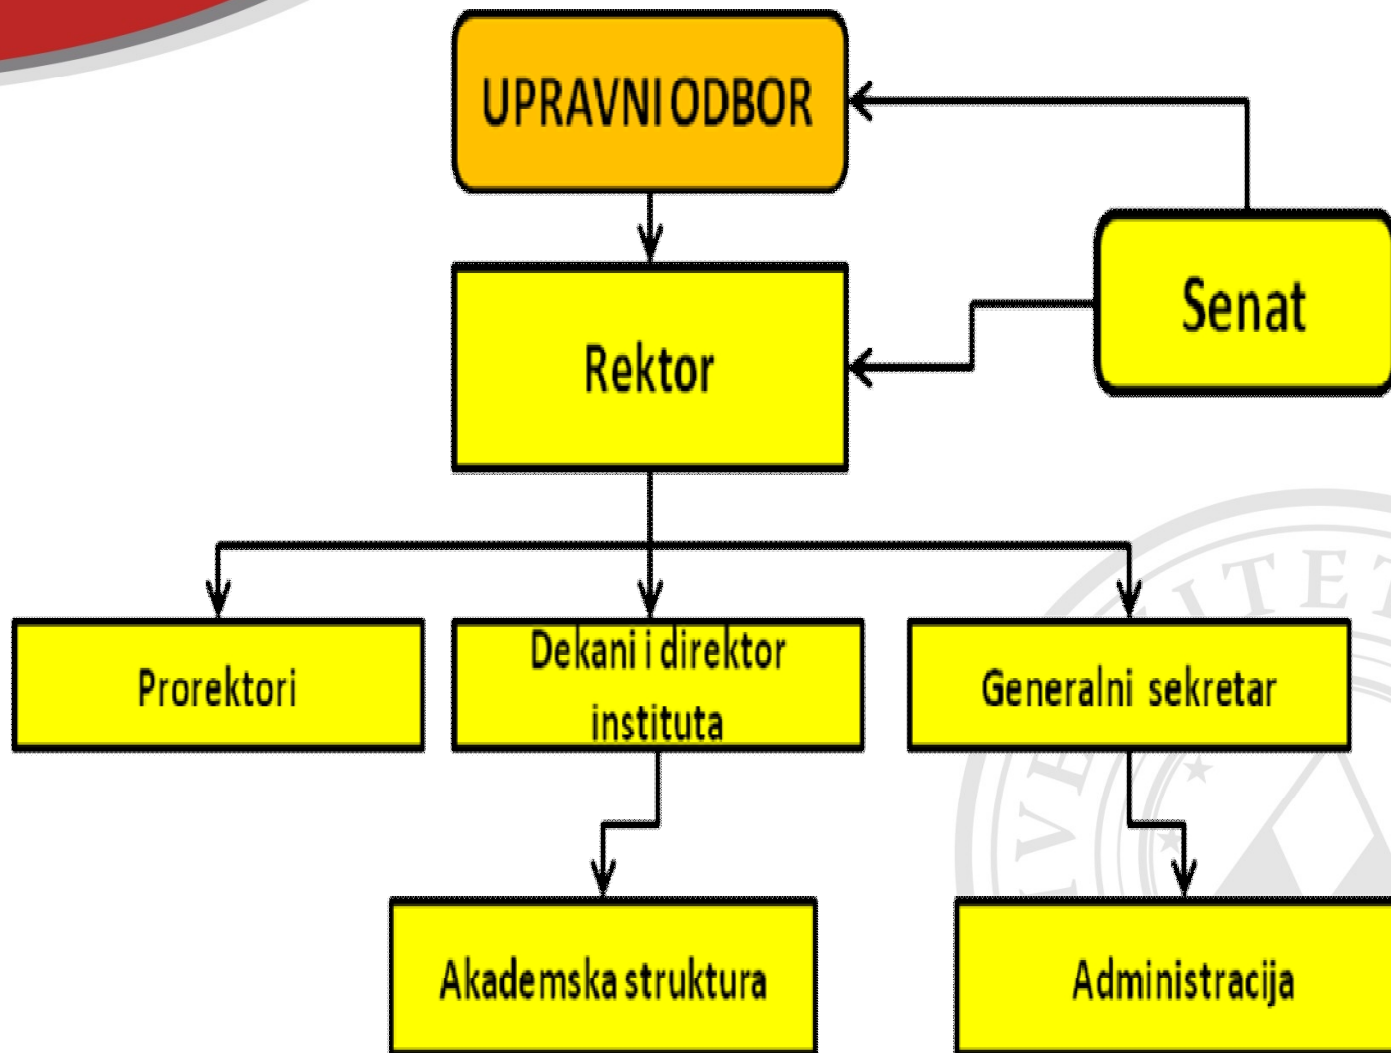 UPRAVNI ODBOR
Senat
Rektor
Prorektori
Dekani i direktor
instituta
Generalni sekretar
Akademska struktura
Administracija